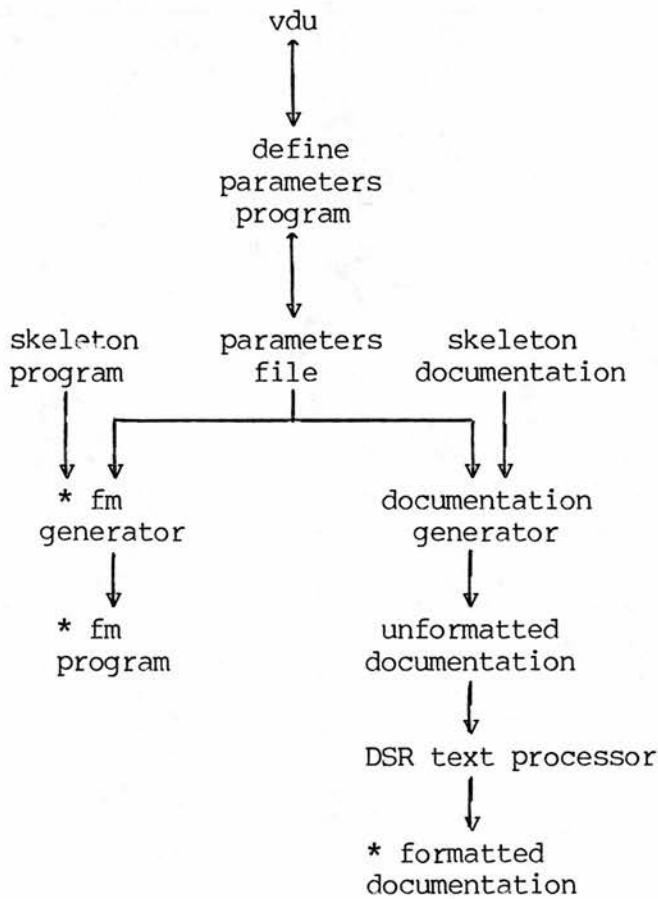 vdu
define
parameters
program
skeleton
program
parameters
file
skeleton
documentation
* fm
generator
documentation
generator
* fm
program
unformatted
documentation
DSR text processor
* formatted
documentation